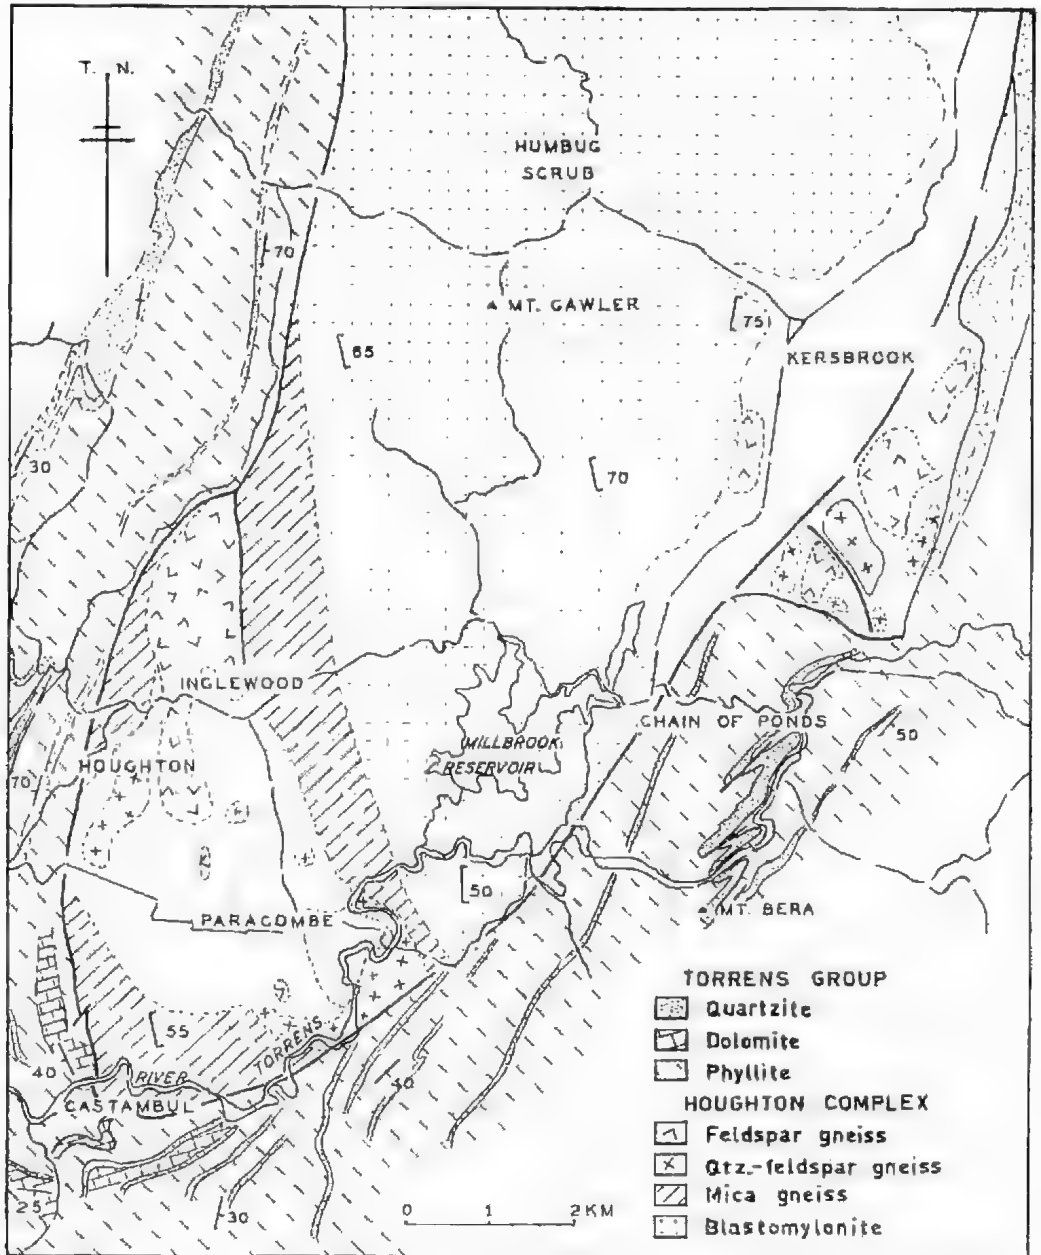 T. N.
HUMBUG
SCRUB
70
MT. GAWLER
75
65
KERSBROOK
30
70
INGLEWOOD
CHAIN OF PONDS
50
MILLBROOK
RESERVOIR
HOUGHTON
70
50
PARACOMBE
MT. BERA
TORRENS GROUP
Quartzite
55
Dolomite
TORRENS
40
RIVER
40
Phyllite
CASTAMBUL
HOUGHTON COMPLEX
Feldspar gneiss
Qtz.-feldspar gneiss
Mica gneiss
25
30
0 1 2 KM
Blastomylonite